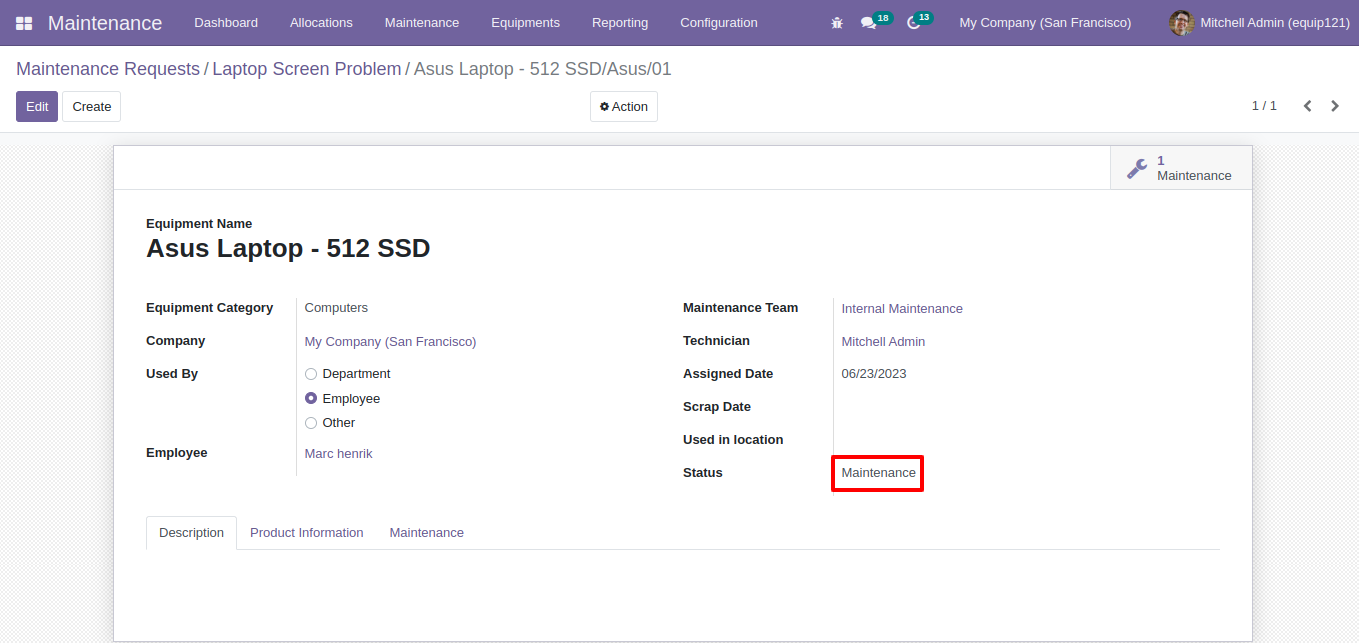 Maintenance Dashboard Allocations Maintenance Equipments Reporting Configuration 18 13 My Company (San Francisco) Mitchell Admin (equip121)
Maintenance Requests / Laptop Screen Problem / Asus Laptop - 512 SSD/Asus/01
Edit Create Action 1 / 1
1
Maintenance
Equipment Name
Asus Laptop - 512 SSD
Equipment Category Computers Maintenance Team Internal Maintenance
Company My Company (San Francisco) Technician Mitchell Admin
Used By Department Assigned Date 06/23/2023
Employee
Scrap Date
Other
Used in location
Employee Marc henrik
Status Maintenance
Description Product Information Maintenance